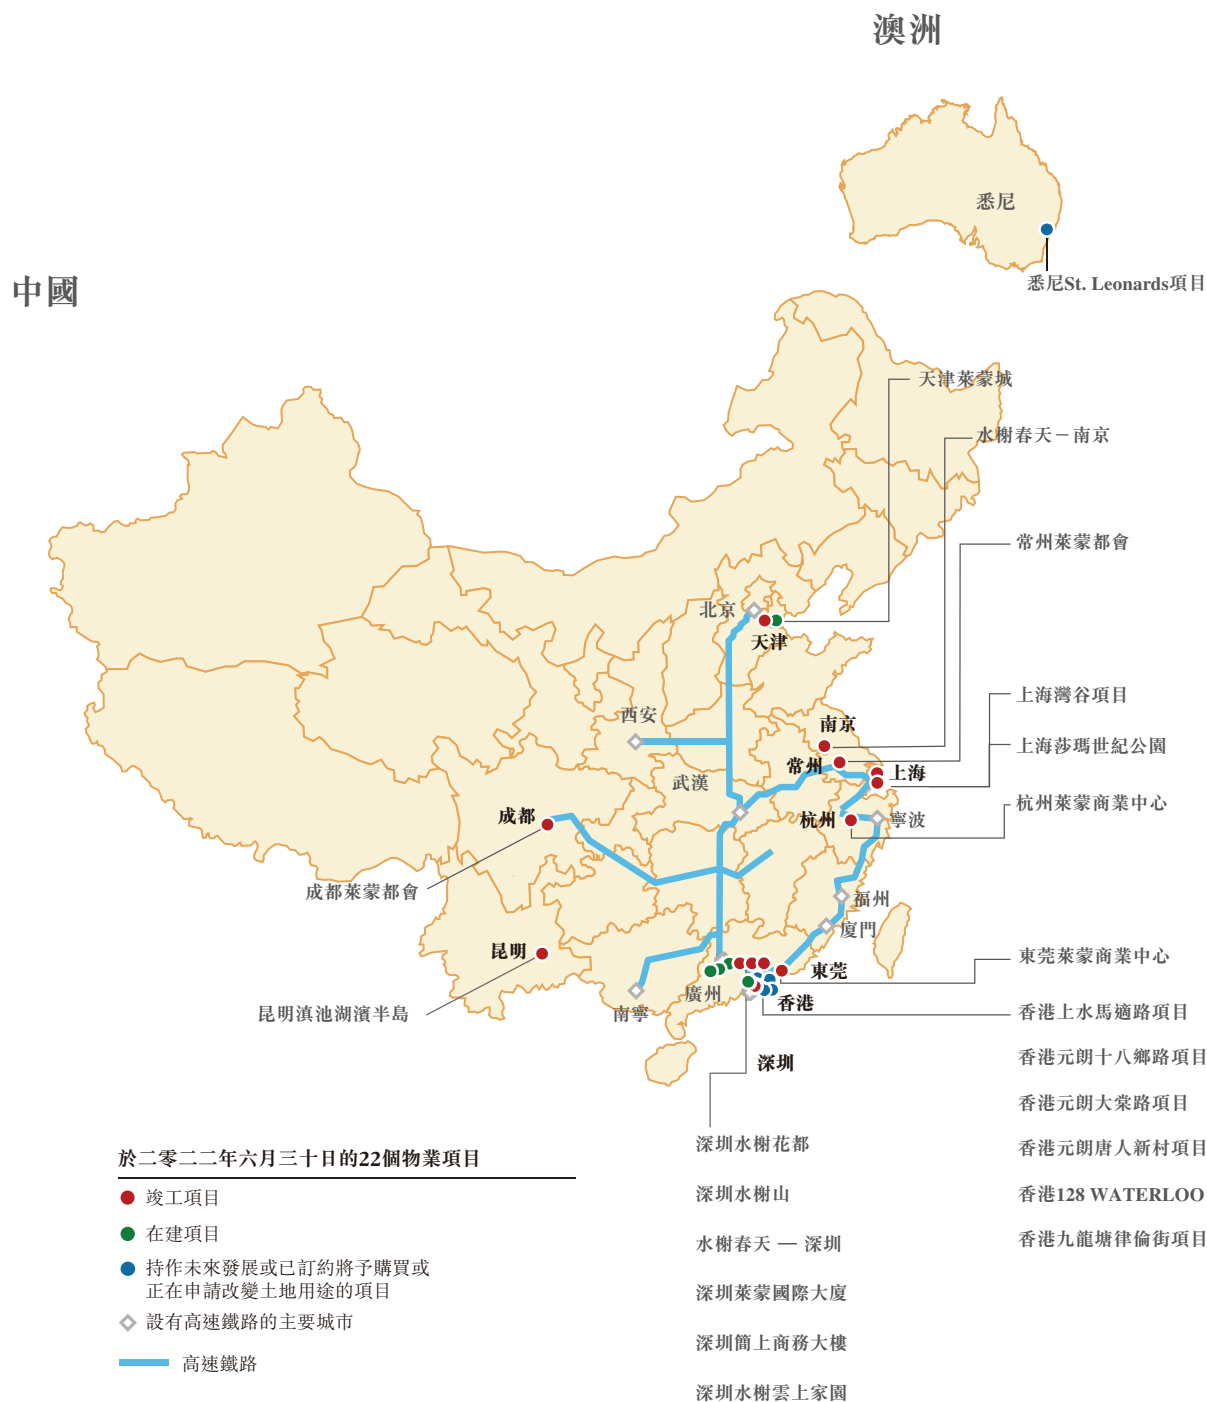 澳洲
悉尼
悉尼St. Leonards項目
中國
天津萊蒙城
水榭春天－南京
常州萊蒙都會
北京
天津
上海灣谷項目
西安
南京
上海莎瑪世紀公園
常州
上海
武漢
杭州萊蒙商業中心
成都
杭州
寧波
成都萊蒙都會
福州
廈門
昆明
東莞萊蒙商業中心
東莞
廣州
香港
昆明滇池湖濱半島
南寧
香港上水馬適路項目
深圳
香港元朗十八鄉路項目
香港元朗大棠路項目
深圳水榭花都
香港元朗唐人新村項目
於二零二二年六月三十日的22個物業項目
竣工項目
深圳水榭山
香港128 WATERLOO
在建項目
水榭春天 — 深圳
香港九龍塘律倫街項目
持作未來發展或已訂約將予購買或
正在申請改變土地用途的項目
深圳萊蒙國際大廈
設有高速鐵路的主要城市
深圳簡上商務大樓
高速鐵路
深圳水榭雲上家園